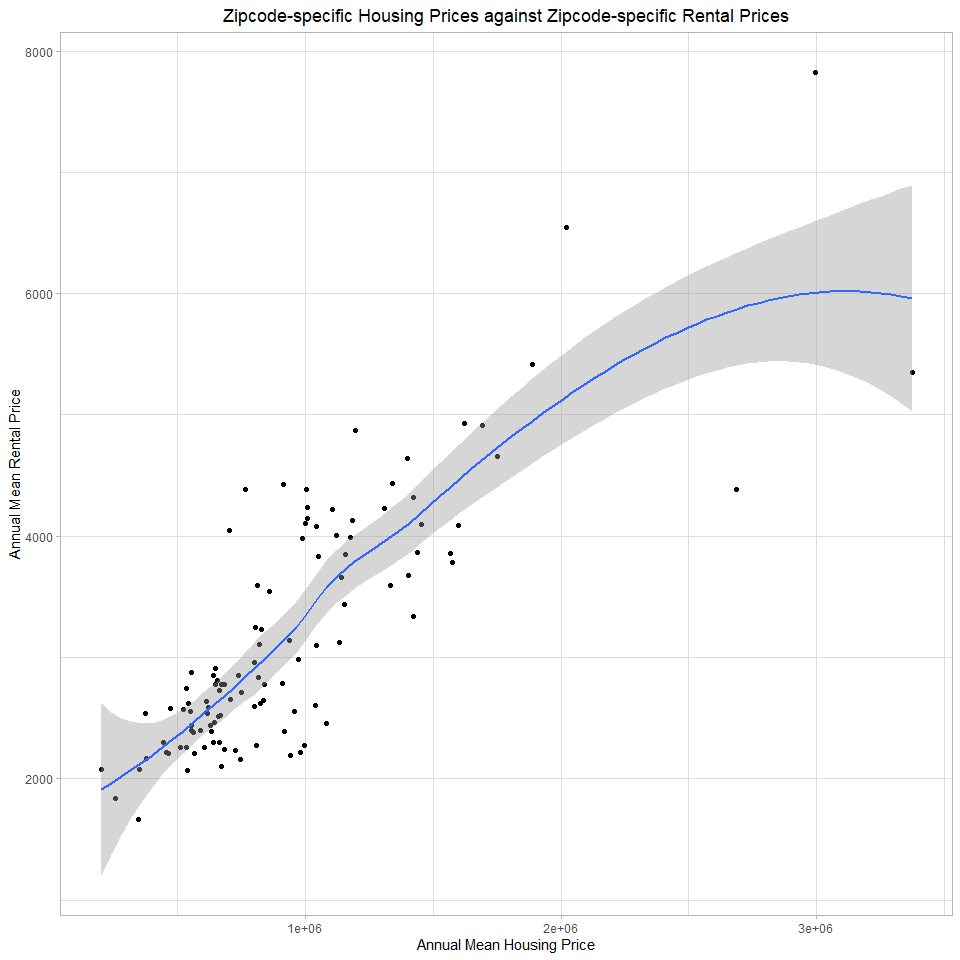 Zipcode-specific Housing Prices against Zipcode-specific Rental Prices
8000
6000
4000
2000
Annual Mean Rental Price
1e+06
2e+06
3e+06
Annual Mean Housing Price